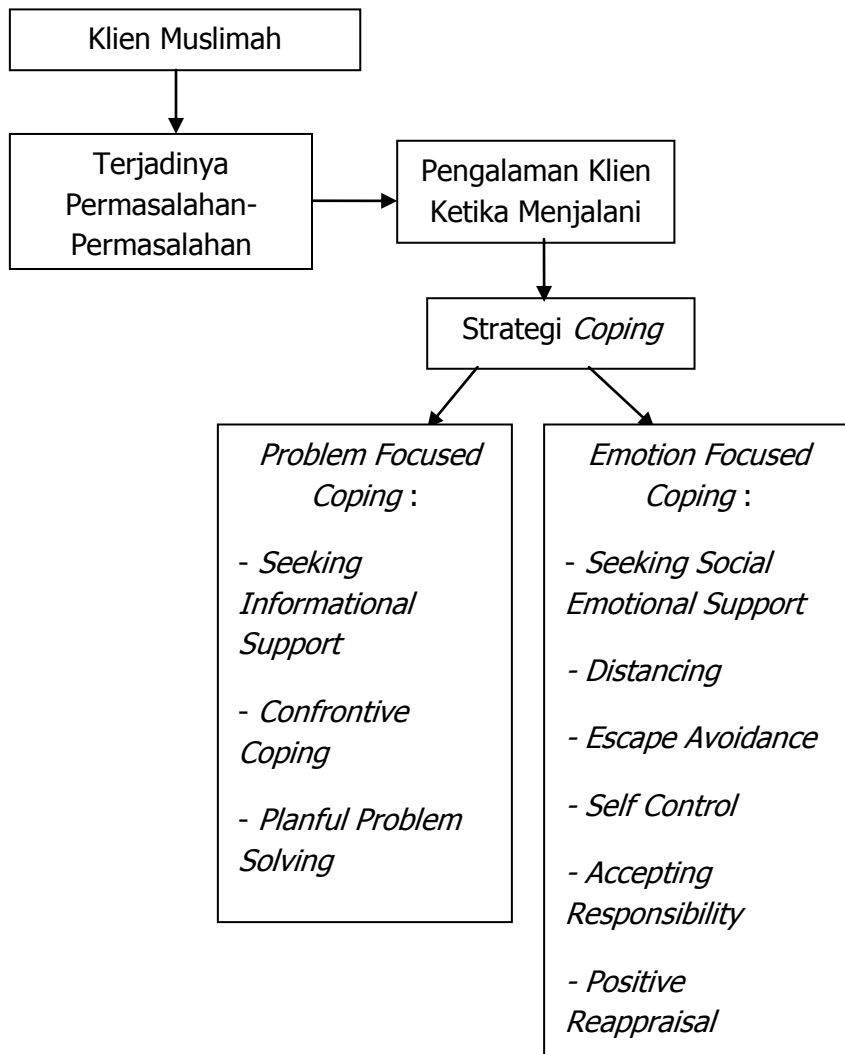 Klien Muslimah
Terjadinya
Permasalahan-
Permasalahan
Pengalaman Klien
Ketika Menjalani
Strategi Coping
Problem Focused
Coping :
- Seeking
Informational
Support
- Confrontive
Coping
- Planful Problem
Solving
Emotion Focused
Coping :
- Seeking Social
Emotional Support
- Distancing
- Escape Avoidance
- Self Control
- Accepting
Responsibility
- Positive
Reappraisal